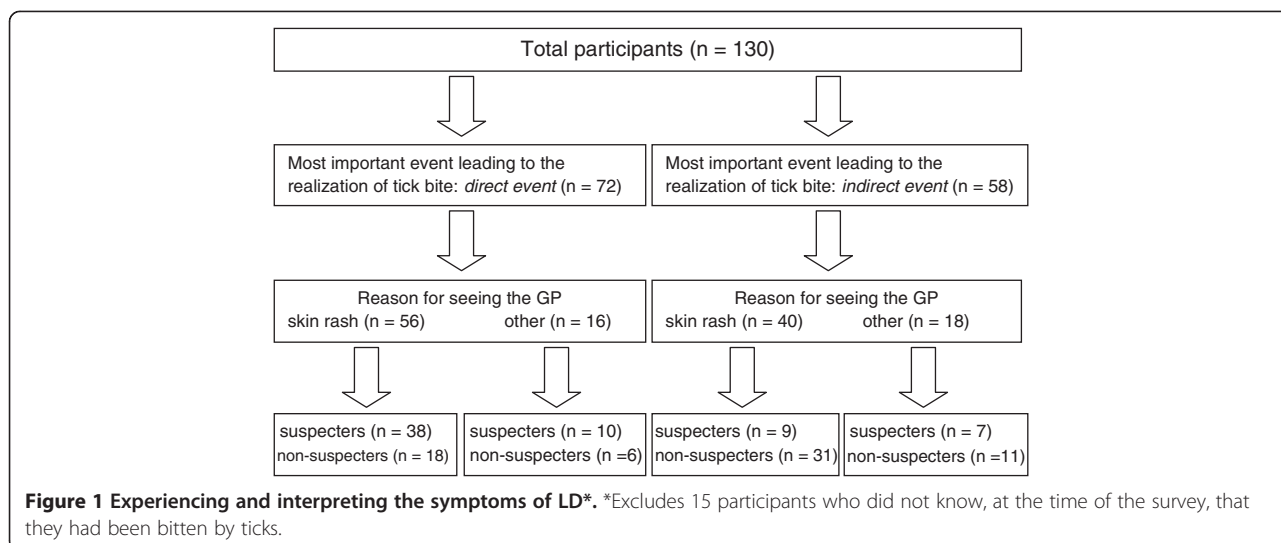 Total participants (n = 130)
Most important event leading to the
realization of tick bite: direct event (n = 72)
Most important event leading to the
realization of tick bite: indirect event (n = 58)
Reason for seeing the GP
skin rash (n = 56) other (n = 16)
Reason for seeing the GP
skin rash (n = 40) other (n = 18)
suspecters (n = 38)
non-suspecters (n = 18)
suspecters (n = 10)
non-suspecters (n =6)
suspecters (n = 9)
non-suspecters (n = 31)
suspecters (n = 7)
non-suspecters (n =11)
Figure 1 Experiencing and interpreting the symptoms of LD*. *Excludes 15 participants who did not know, at the time of the survey, that
they had been bitten by ticks.